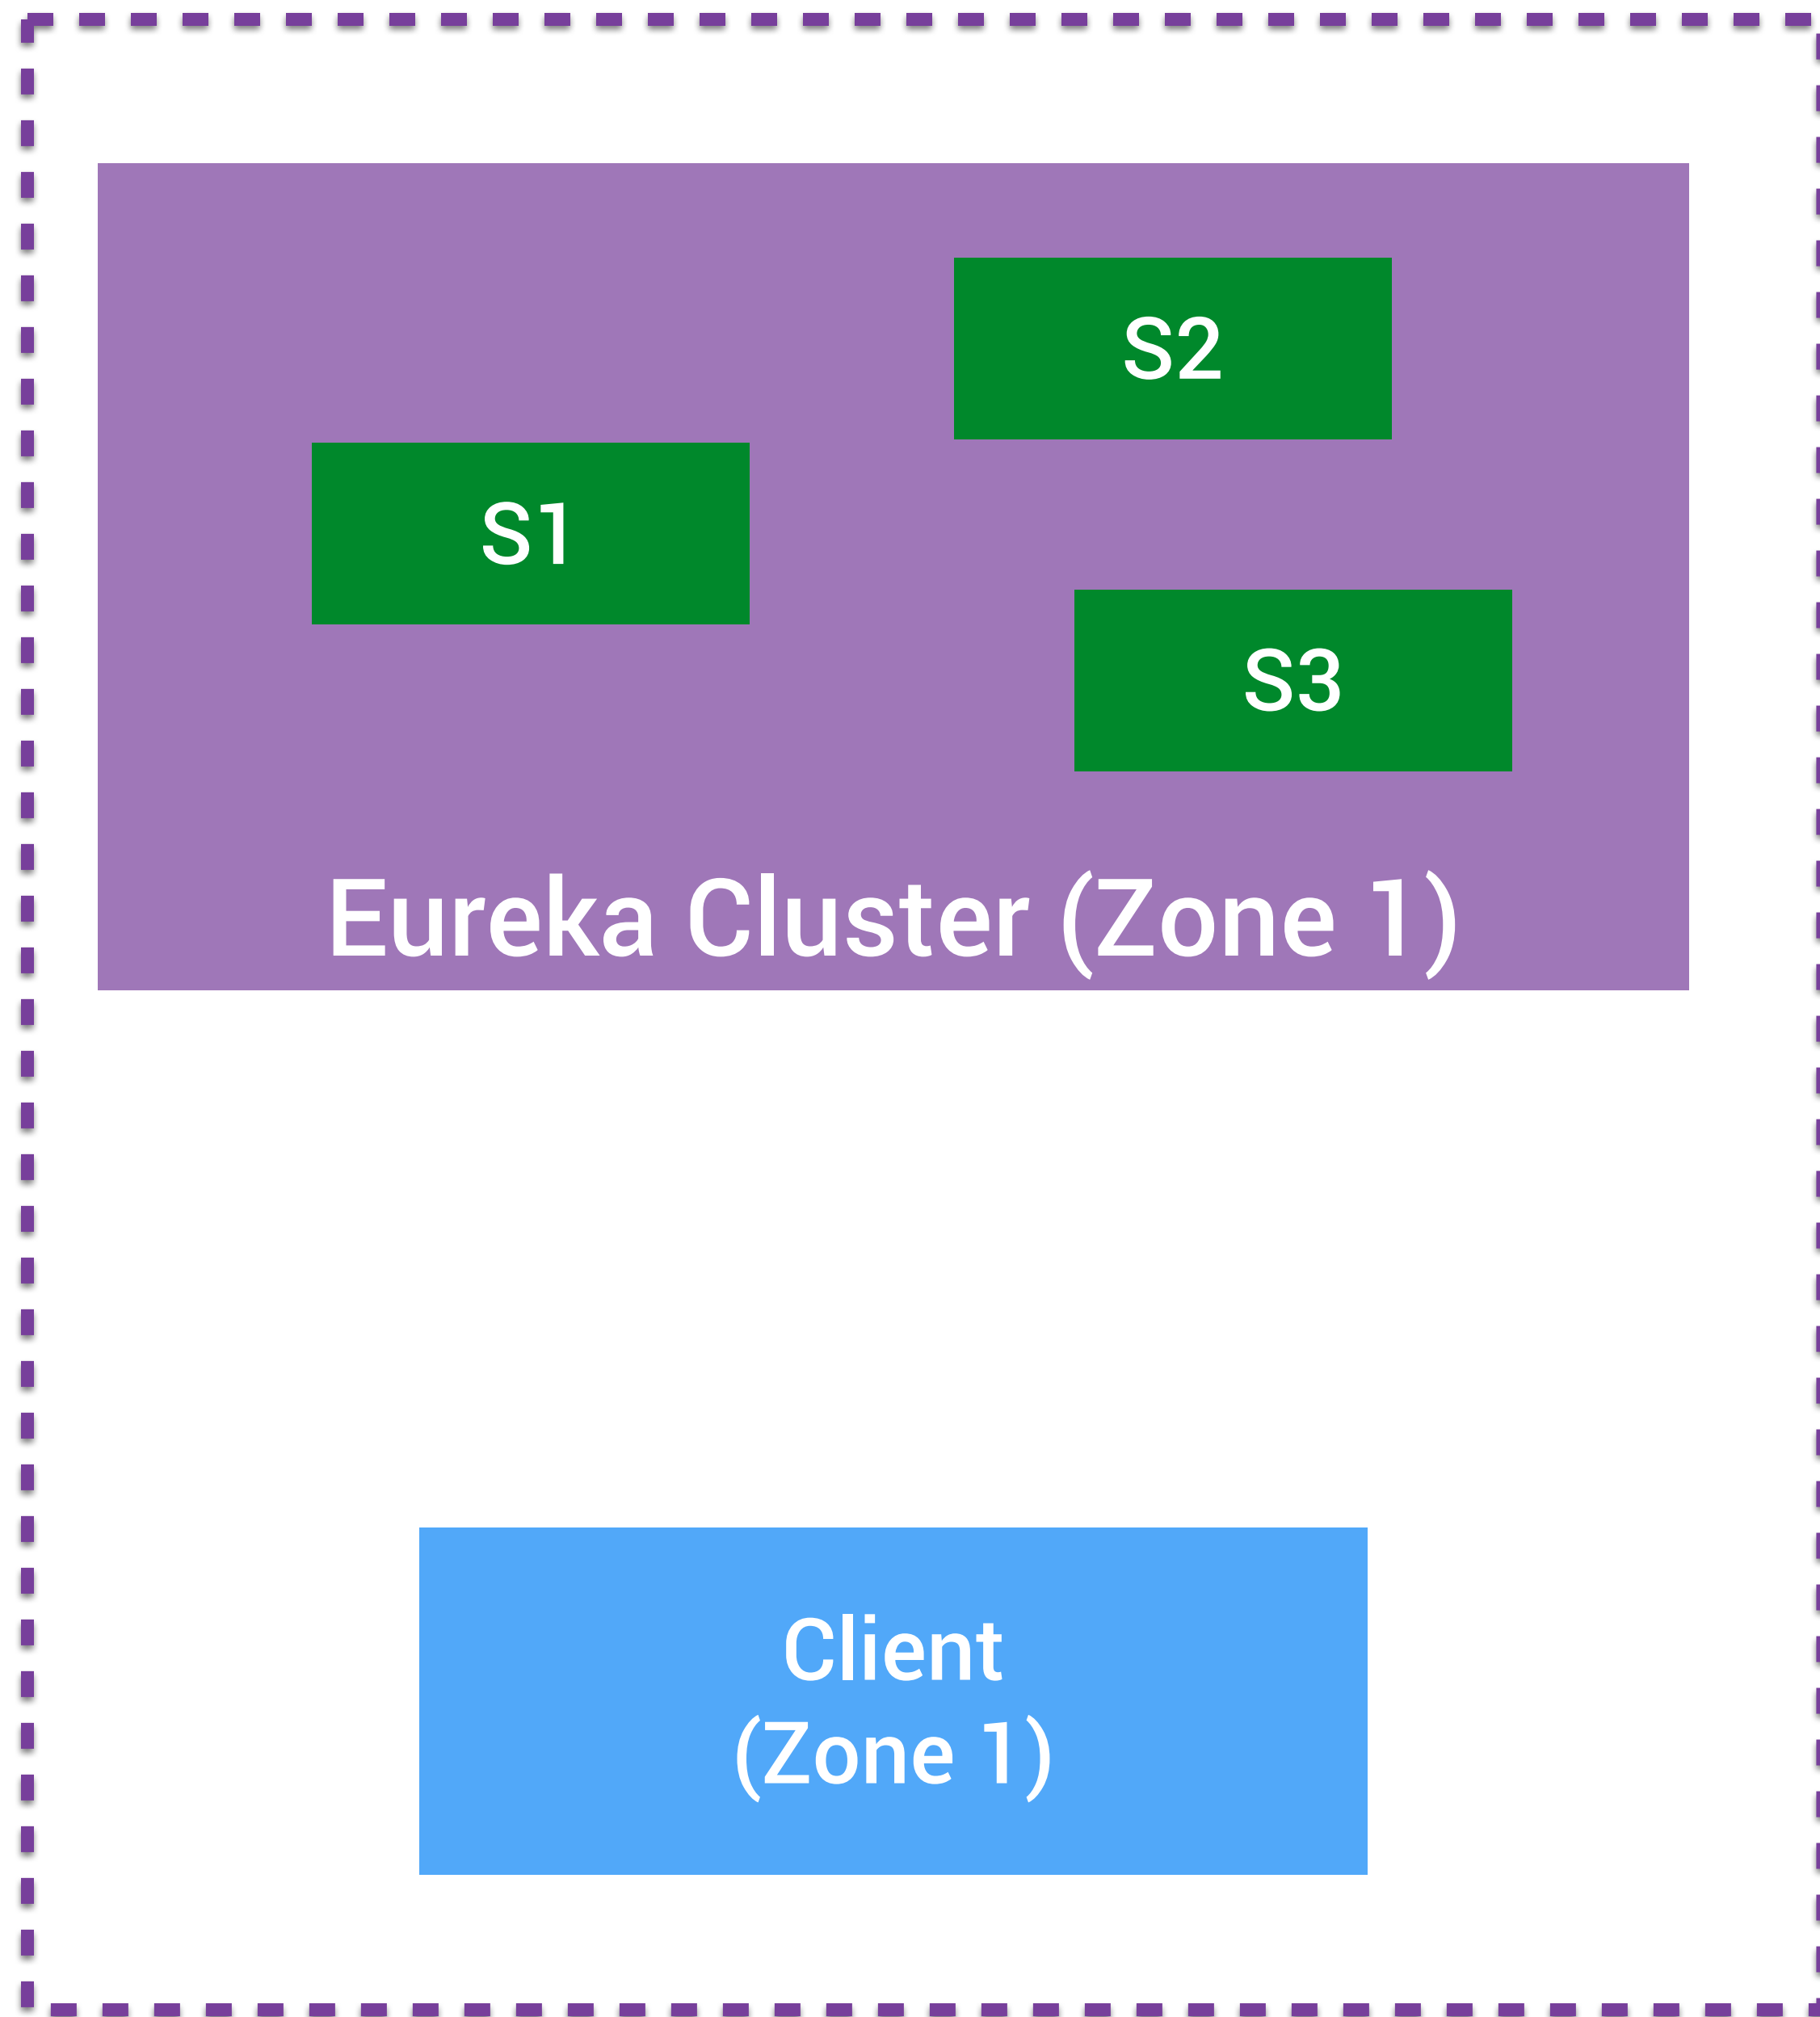 S2
S1
S3
Eureka Cluster (Zone 1)
Client
(Zone 1)